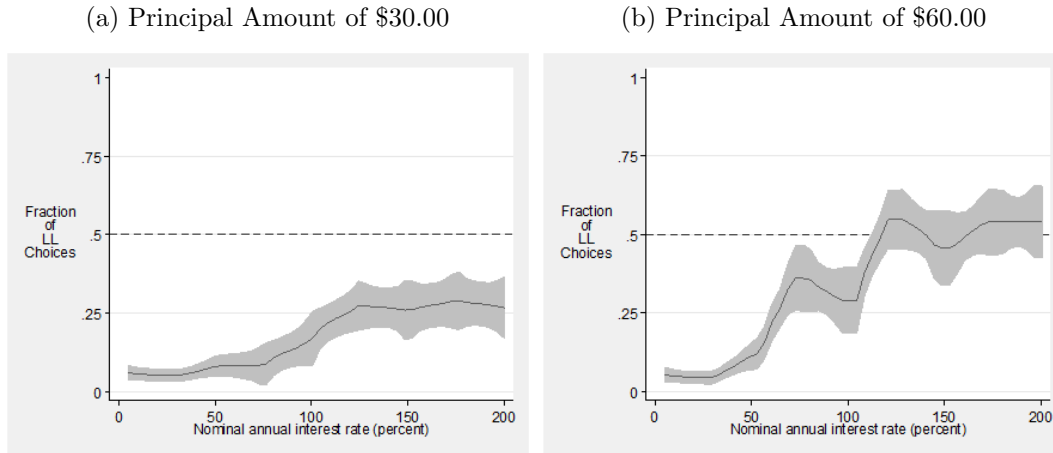 (a) Principal Amount of $30.00
1
.75
Fraction
of
LL
Choices
.5
.25
0
0 50 100 150 200
Nominal annual interest rate (percent)
(b) Principal Amount of $60.00
1
.75
Fraction
of
LL
Choices
.5
.25
0
0 50 100 150 200
Nominal annual interest rate (percent)